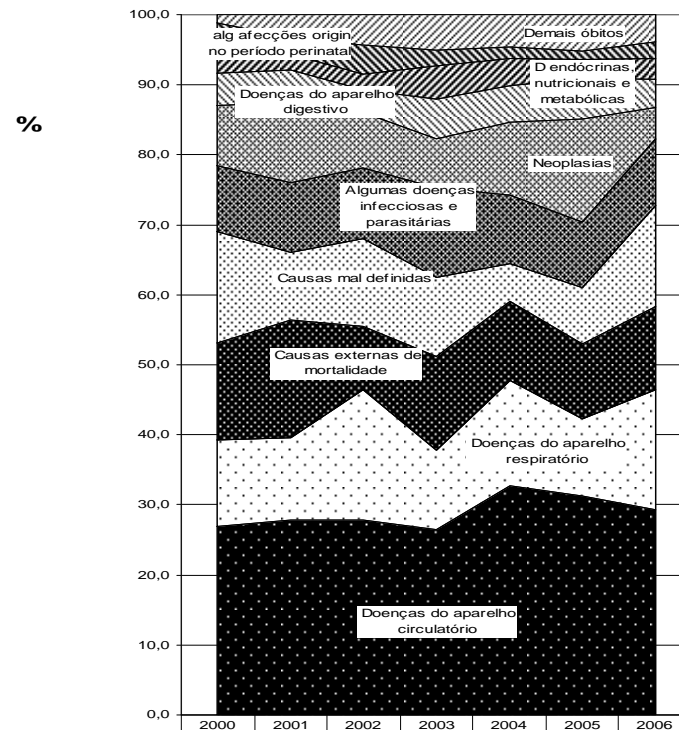 100,0
90,0
80,0
70,0
60,0
50,0
40,0
30,0
20,0
10,0
0,0
%
Demais óbitos
alg afecções origin
no período perinatal
D endócrinas,
nutricionais e
metabólicas
Doenças do aparelho
digestivo
Neoplasias
Algumas doenças
infecciosas e
parasitárias
Causas mal definidas
Causas externas de
mortalidade
Doenças do aparelho
respiratório
Doenças do aparelho
circulatório
2000 2001 2002 2003 2004 2005 2006